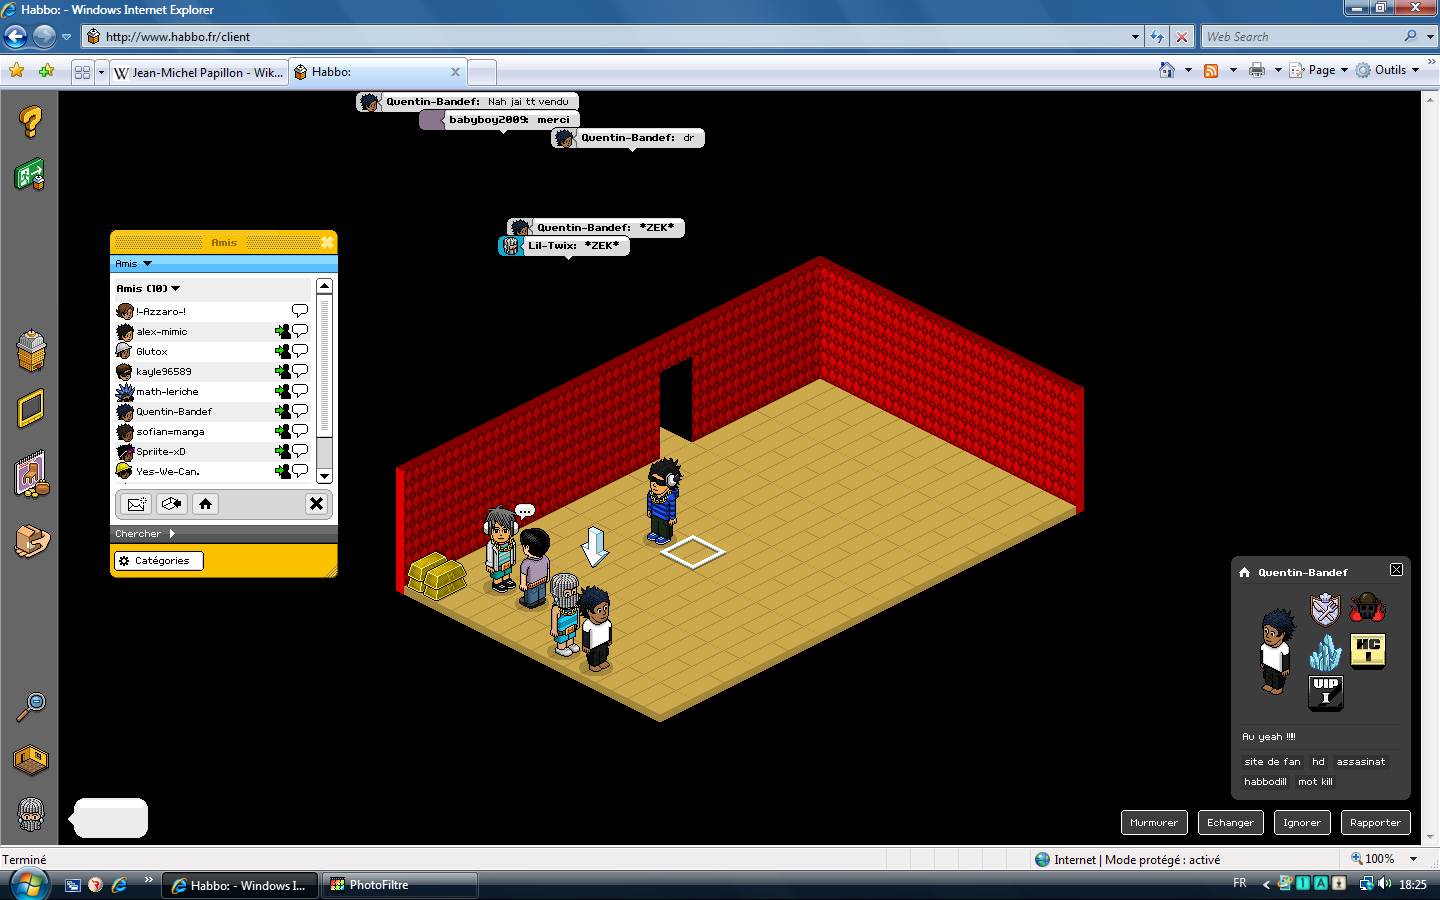 Habbo: - Windows Internet Explorer
http://www.habbo.fr/client
Web Search
Jean-Michel Papillon - Wik...
Habbo:
Page
Outils
Quentin-Bandef: Nah jai tt vendu
babyboy2009: merci
Quentin-Bandef: dr
Quentin-Bandef: *ZEK*
Lil-Twix: *ZEK*
Amis
Amis
Amis (10)
!-Azzaro-!
alex-mimic
Glutox
kayle96589
math-leriche
Quentin-Bandef
sofian=manga
Spriite-xD
Yes-We-Can.
Chercher
Catégories
...
Quentin-Bandef
HC
I
VIP
I
Au yeah !!!!!
site de fan
hd
assasinat
habbodill
mot kill
Murmurer
Echanger
Ignorer
Rapporter
Terminé
Internet | Mode protégé : activé
100%
Habbo: - Windows I...
PhotoFiltre
FR
1
A
18:25